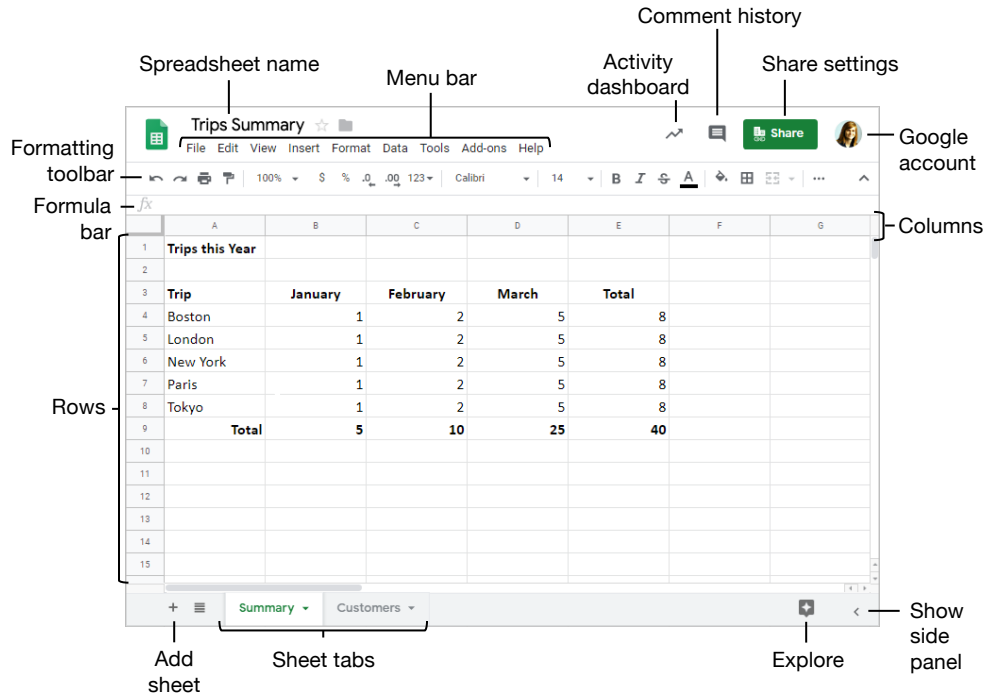 Comment history
Spreadsheet name
Menu bar
Activity
dashboard
Share settings
Trips Summary
File Edit View Insert Format Data Tools Add-ons Help
Share
Google
account
Formatting
toolbar
100% $ % .0 .00 123 Calibri 14 B I S A
Formula
bar
fx
Columns
A B C D E F G
1 Trips this Year
2
3 Trip January February March Total
4 Boston 1 2 5 8
5 London 1 2 5 8
6 New York 1 2 5 8
7 Paris 1 2 5 8
8 Tokyo 1 2 5 8
9 Total 5 10 25 40
10
11
12
13
14
15
Rows
+ Summary Customers
Add
sheet
Sheet tabs
Explore
Show
side
panel